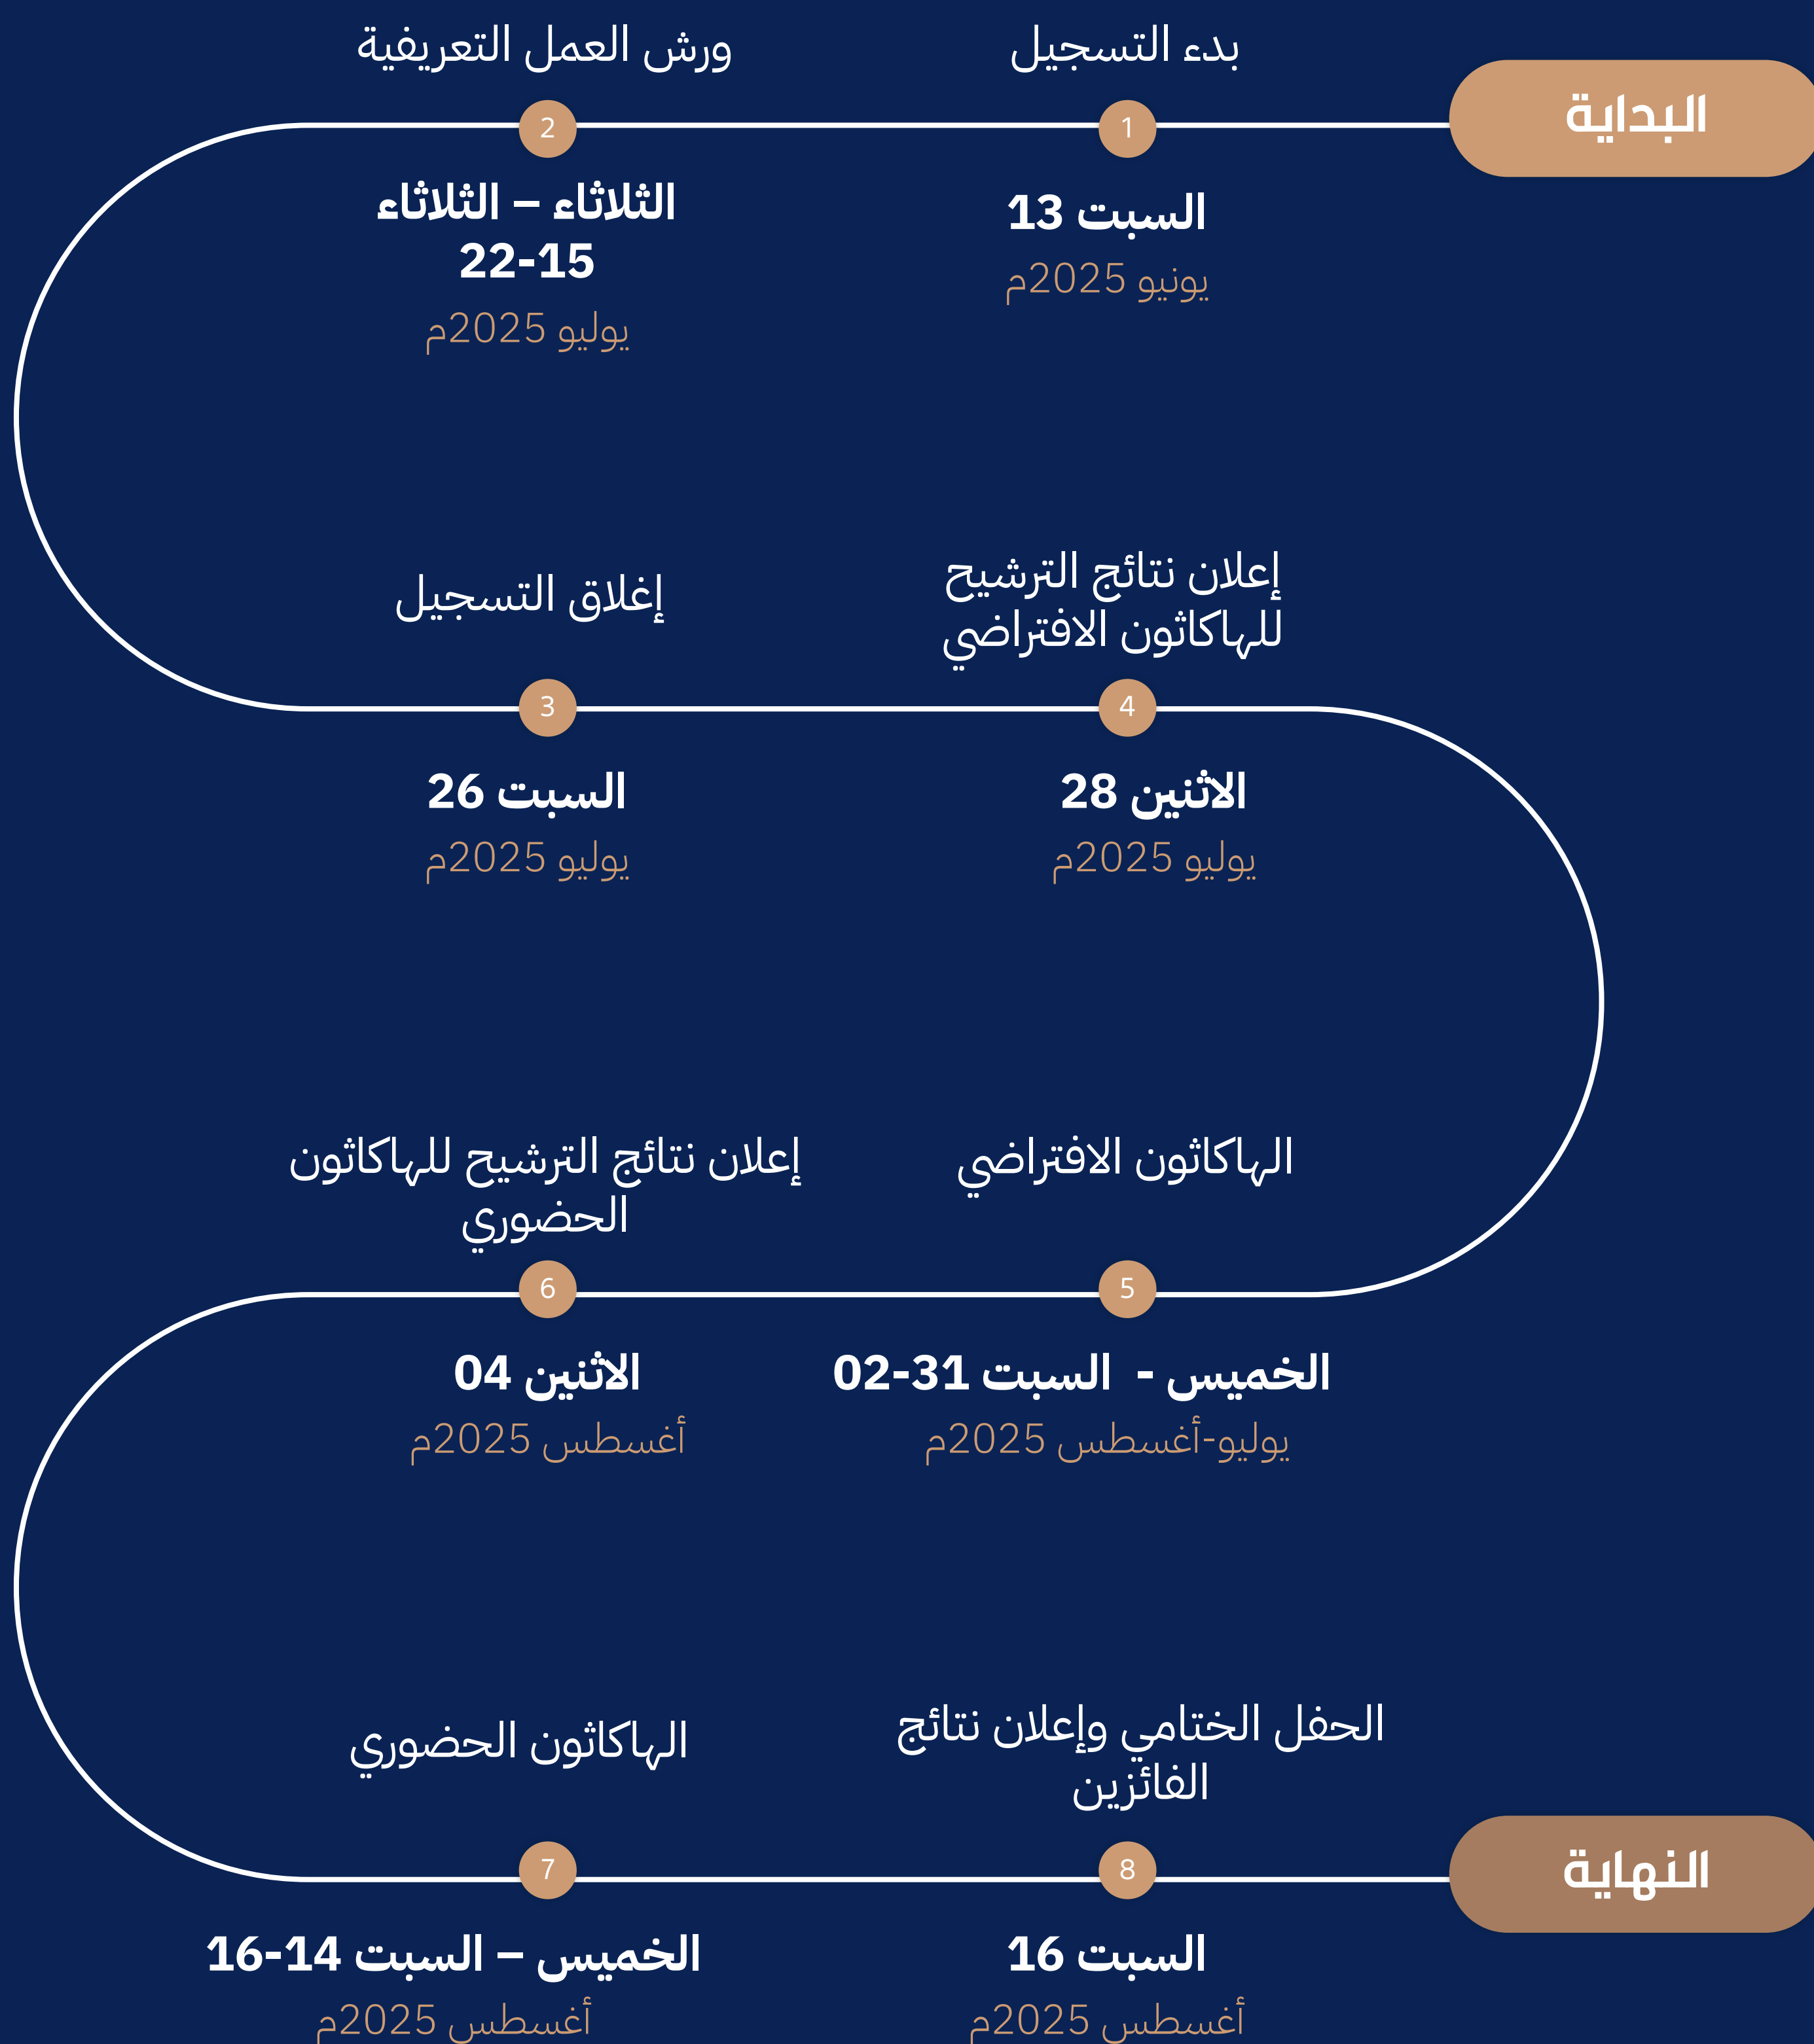 البداية
بدء التسجيل
1
السبت 13
يونيو 2025م
ورش العمل التعريفية
2
الثلاثاء – الثلاثاء
15-22
يوليو 2025م
إغلاق التسجيل
3
السبت 26
يوليو 2025م
إعلان نتائج الترشيح
للهاكاثون الافتراضي
4
الاثنين 28
يوليو 2025م
الهاكاثون الافتراضي
5
الخميس - السبت 31-02
يوليو-أغسطس 2025م
إعلان نتائج الترشيح للهاكاثون
الحضوري
6
الاثنين 04
أغسطس 2025م
الهاكاثون الحضوري
7
الخميس – السبت 14-16
أغسطس 2025م
الحفل الختامي وإعلان نتائج
الفائزين
8
السبت 16
أغسطس 2025م
النهاية